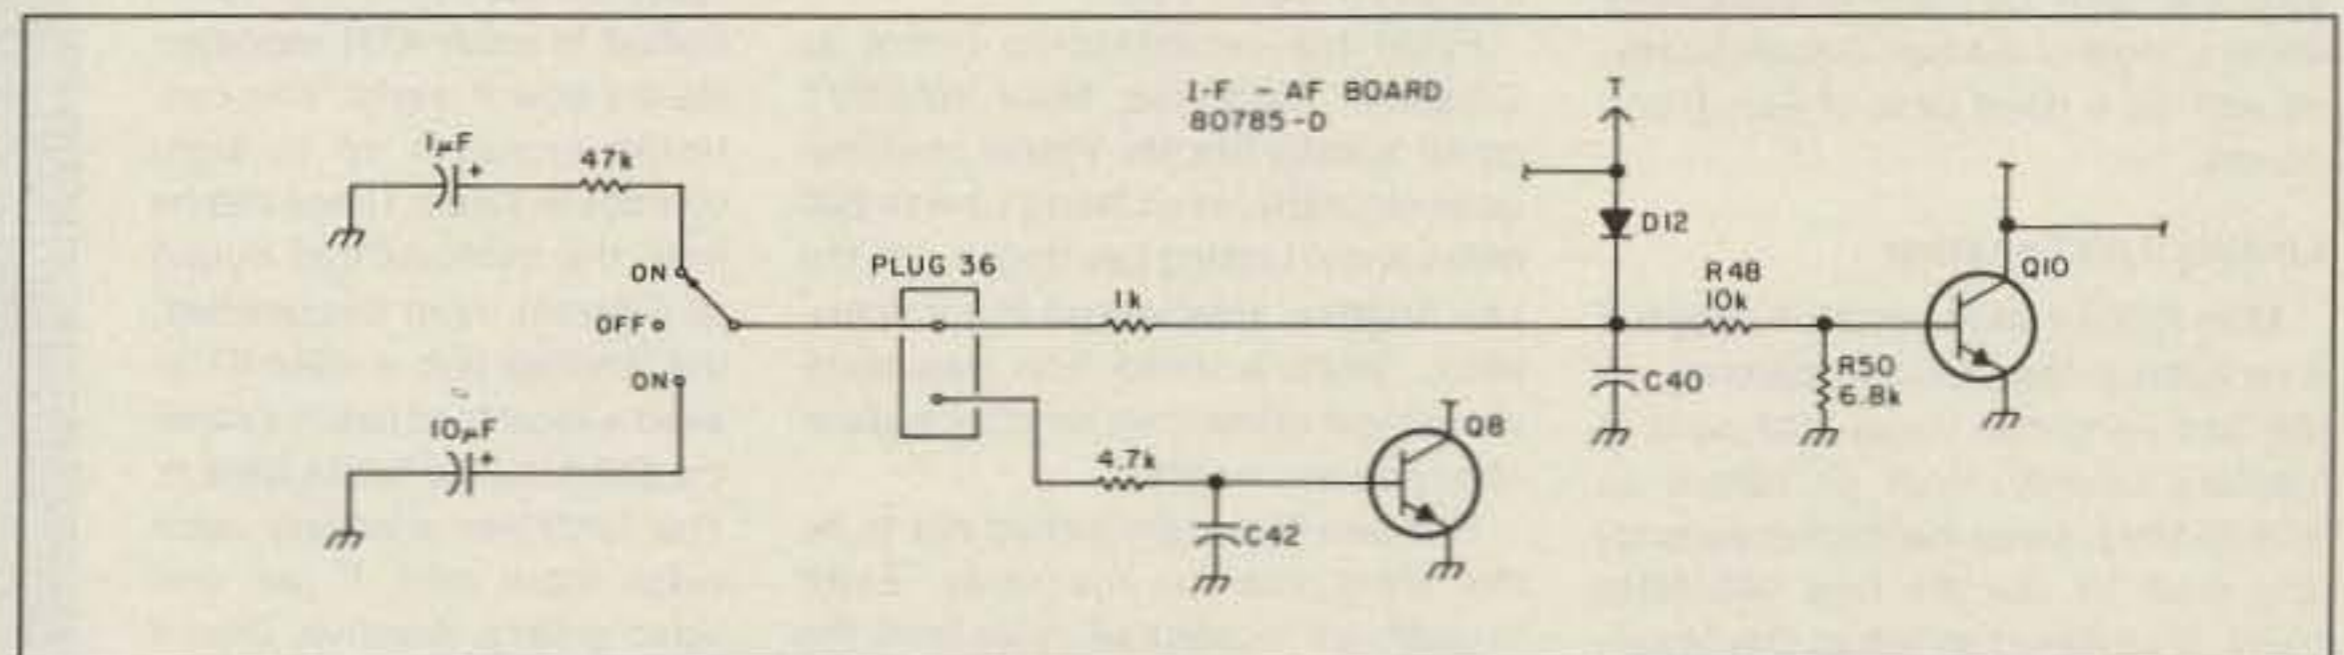 I-F - AF BOARD
80785-D
T
1µF
+
47k
ON
OFF
ON
10µF
+
PLUG 36
1k
4.7k
C42
Q8
D12
C40
R48
10k
R50
6.8k
Q10